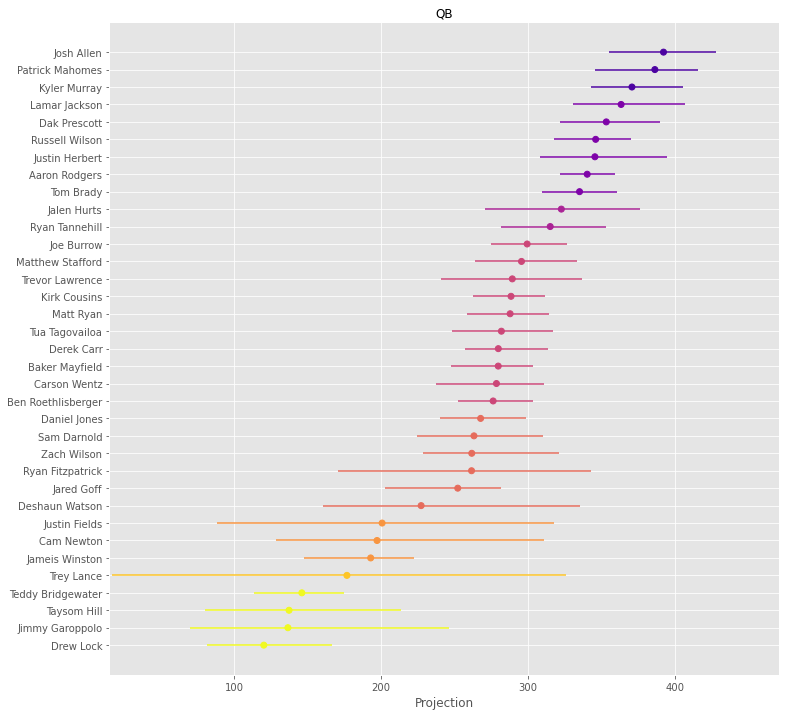 QB
Josh Allen
Patrick Mahomes
Kyler Murray
Lamar Jackson
Dak Prescott
Russell Wilson
Justin Herbert
Aaron Rodgers
Tom Brady
Jalen Hurts
Ryan Tannehill
Joe Burrow
Matthew Stafford
Trevor Lawrence
Kirk Cousins
Matt Ryan
Tua Tagovailoa
Derek Carr
Baker Mayfield
Carson Wentz
Ben Roethlisberger
Daniel Jones
Sam Darnold
Zach Wilson
Ryan Fitzpatrick
Jared Goff
Deshaun Watson
Justin Fields
Cam Newton
Jameis Winston
Trey Lance
Teddy Bridgewater
Taysom Hill
Jimmy Garoppolo
Drew Lock
100 200 300 400
Projection